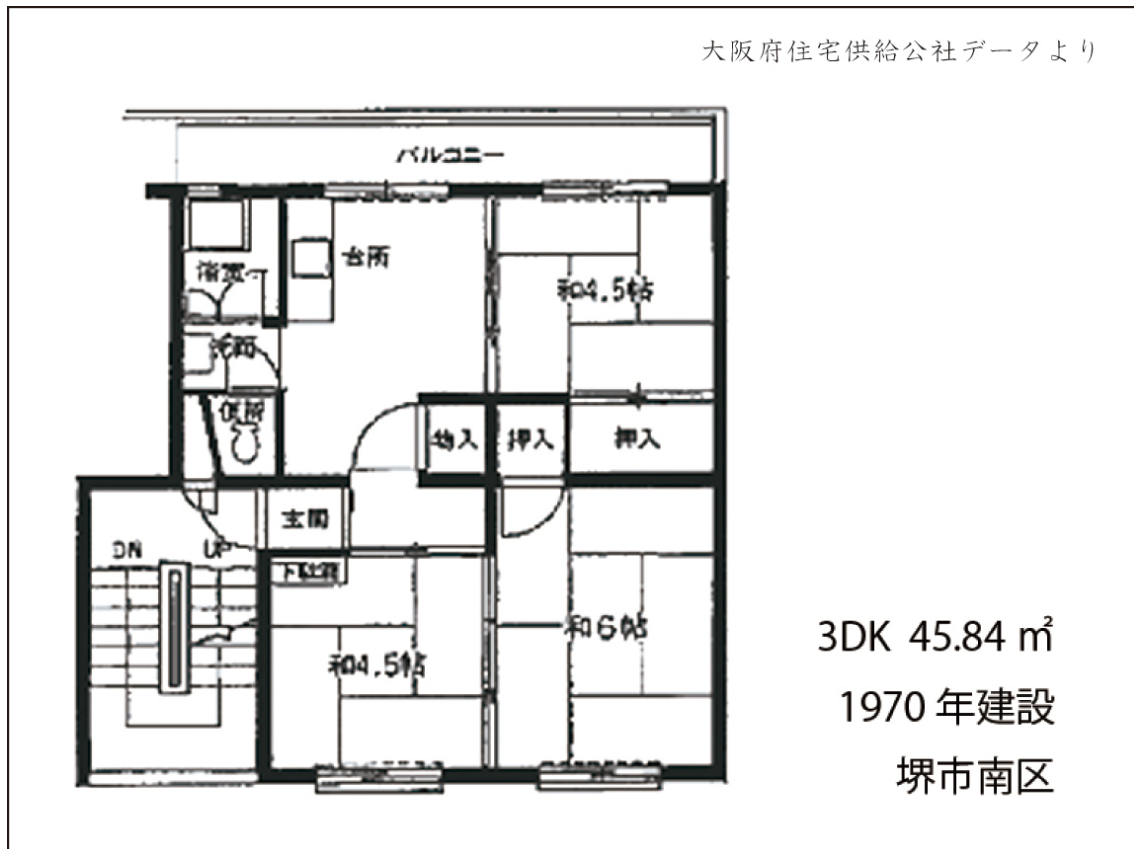 大阪府住宅供給公社データより
バルコニー
台所
浴室
和4.5帖
洗面
便所
物入
押入
押入
玄関
DN
UP
下駄箱
和6帖
和4.5帖
3DK 45.84 ㎡
1970 年建設
堺市南区